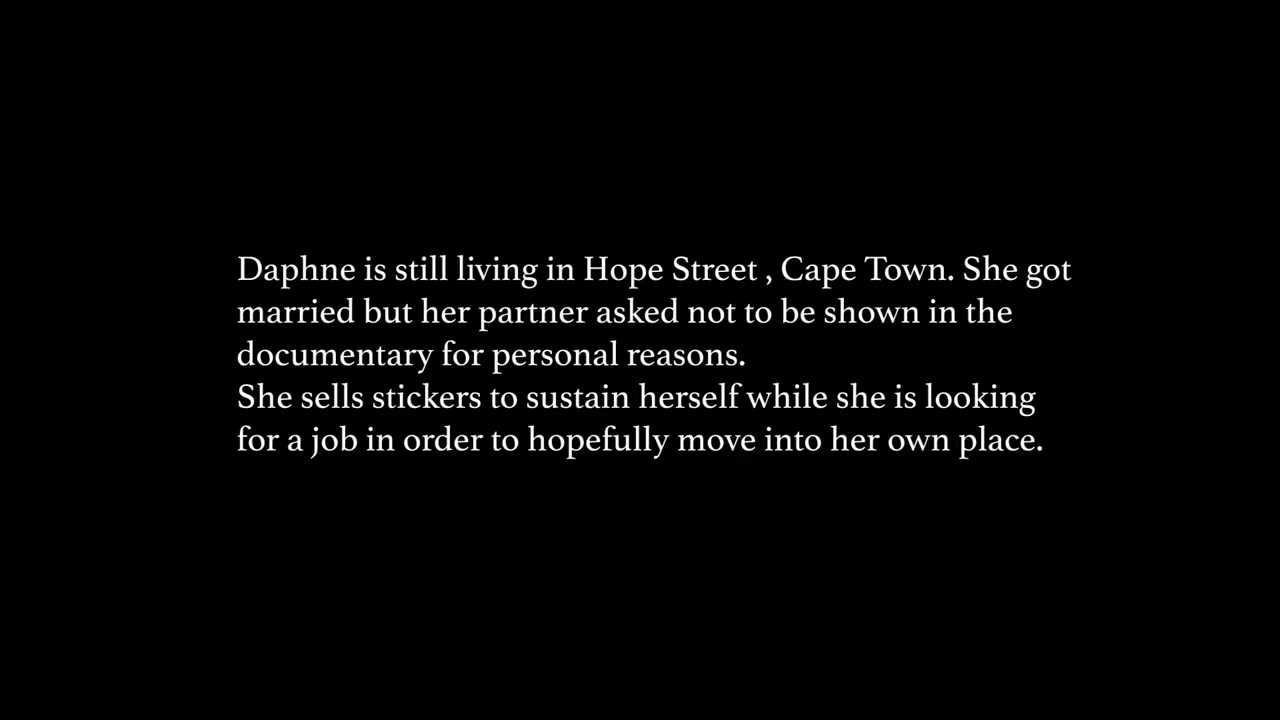 Daphne is still living in Hope Street , Cape Town. She got
married but her partner asked not to be shown in the
documentary for personal reasons.
She sells stickers to sustain herself while she is looking
for a job in order to hopefully move into her own place.